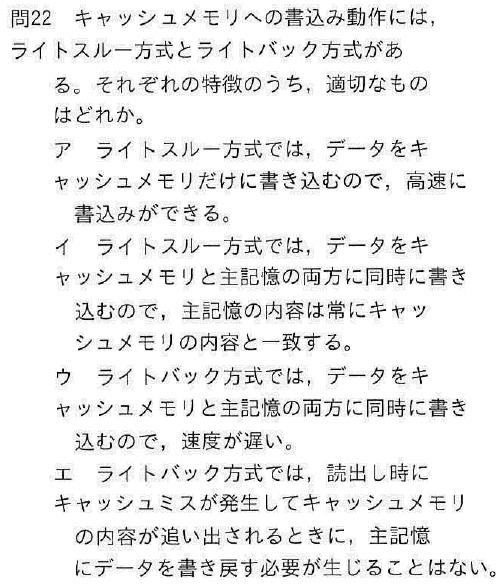 問22　キャッシュメモリへの書込み動作には，
ライトスルー方式とライトバック方式があ
る。それぞれの特徴のうち，適切なもの
はどれか。
ア　ライトスルー方式では，データをキ
ャッシュメモリだけに書き込むので，高速に
書込みができる。
イ　ライトスルー方式では，データをキ
ャッシュメモリと主記憶の両方に同時に書き
込むので，主記憶の内容は常にキャッ
シュメモリの内容と一致する。
ウ　ライトバック方式では，データをキ
ャッシュメモリと主記憶の両方に同時に書き
込むので，速度が遅い。
エ　ライトバック方式では，読出し時に
キャッシュミスが発生してキャッシュメモリ
の内容が追い出されるときに，主記憶
にデータを書き戻す必要が生じることはない。